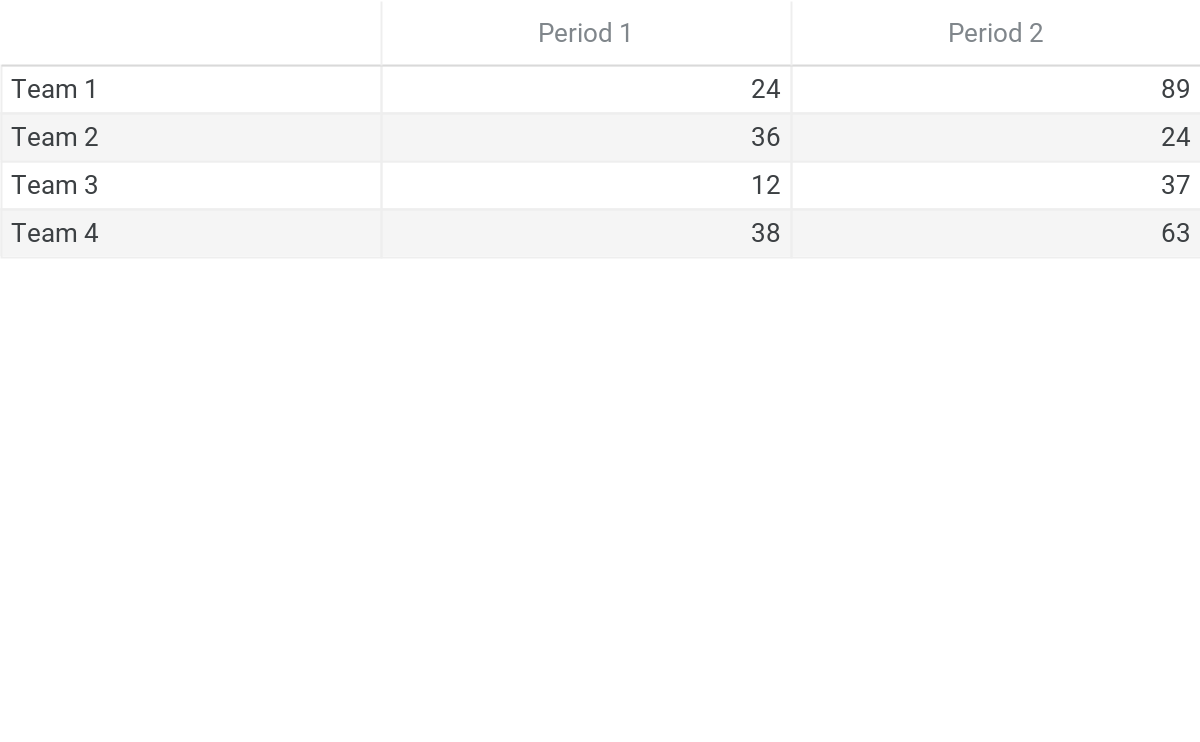 Period 1 Period 2
Team 1 24 89
Team 2 36 24
Team 3 12 37
Team 4 38 63